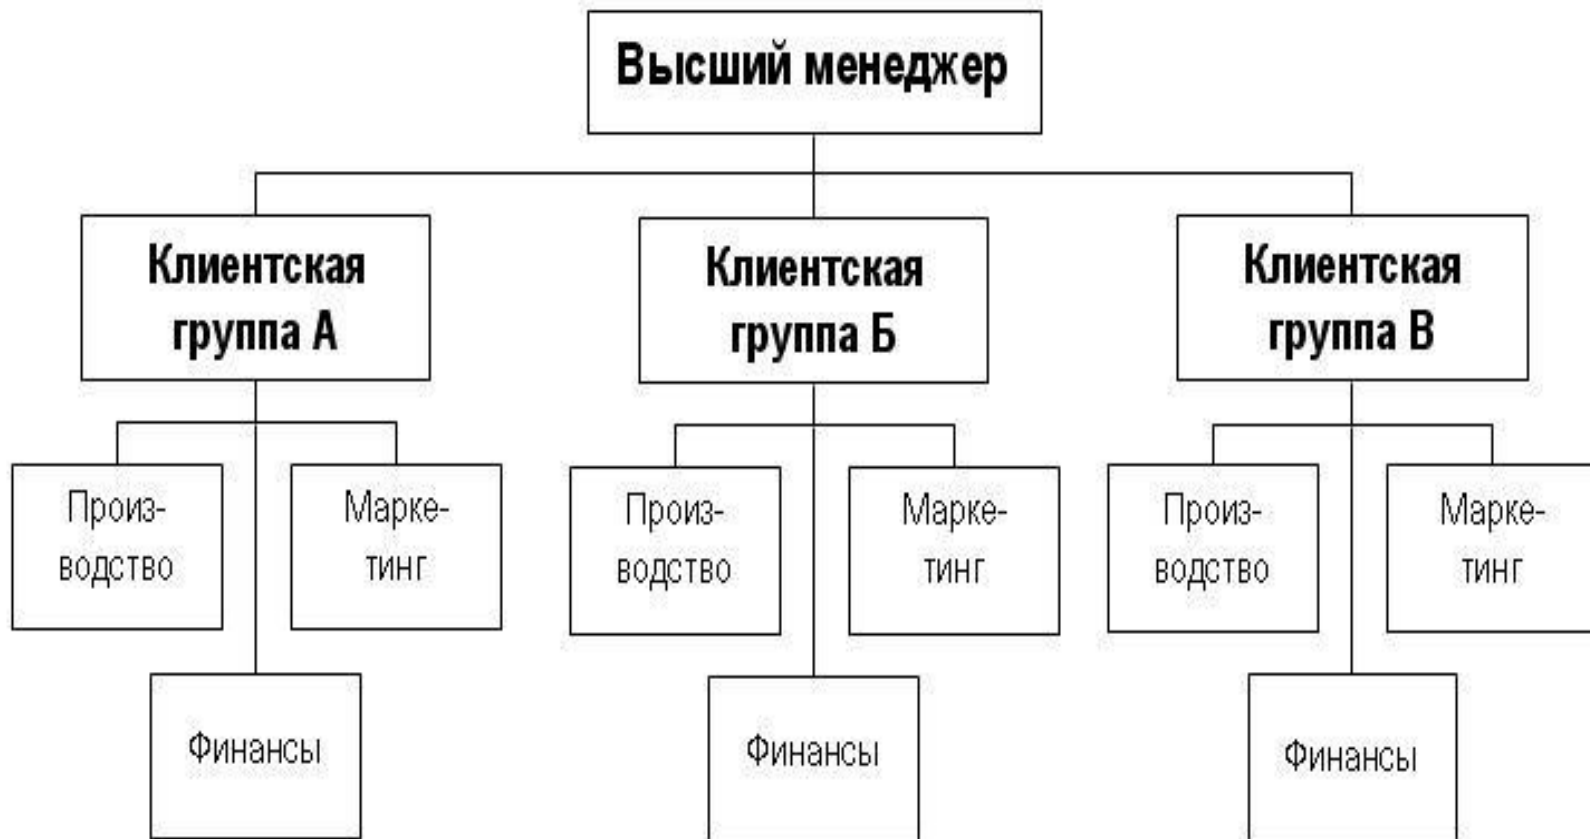 Высший менеджер
Клиентская
группа А
Клиентская
группа Б
Клиентская
группа В
Произ-
водство
Марке-
тинг
Произ-
водство
Марке-
тинг
Произ-
водство
Марке-
тинг
Финансы
Финансы
Финансы